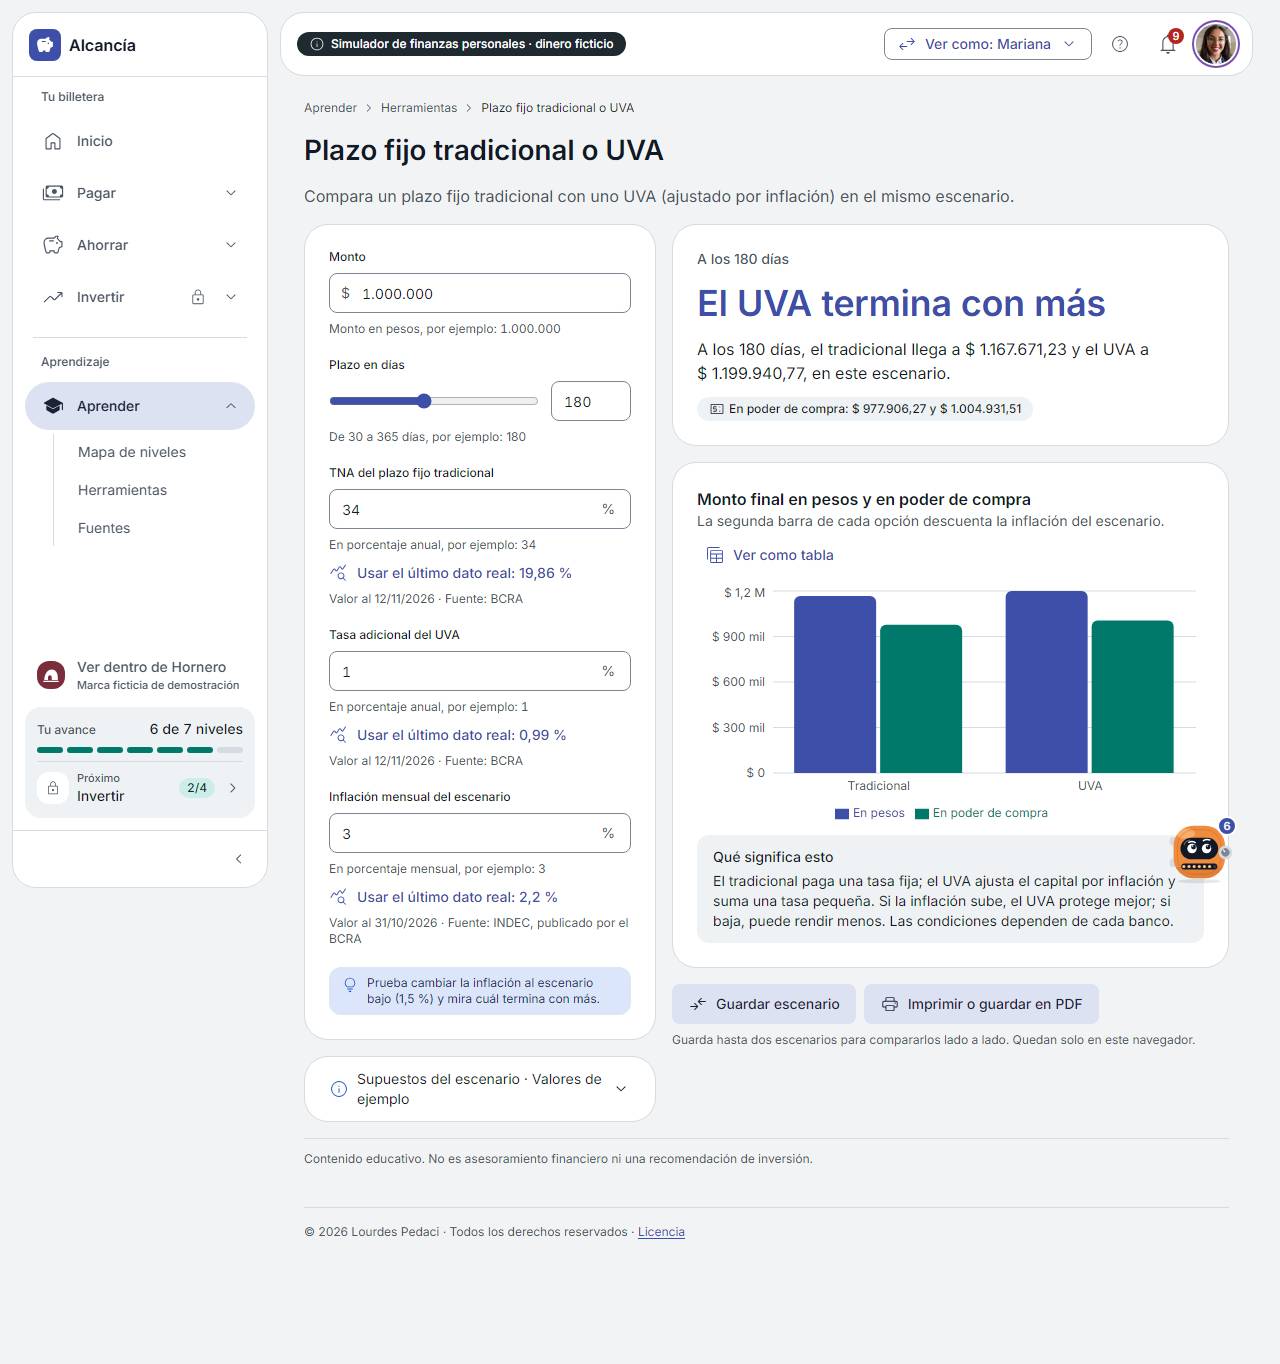 Alcancía
Simulador de finanzas personales · dinero ficticio
Ver como: Mariana
9
Tu billetera
Inicio
Pagar
Ahorrar
Invertir
Aprendizaje
Aprender
Mapa de niveles
Herramientas
Fuentes
Ver dentro de Hornero
Marca ficticia de demostración
Tu avance
6 de 7 niveles
Próximo
Invertir
2/4
Aprender
Herramientas
Plazo fijo tradicional o UVA
Plazo fijo tradicional o UVA
Compara un plazo fijo tradicional con uno UVA (ajustado por inflación) en el mismo escenario.
Monto
$ 1.000.000
Monto en pesos, por ejemplo: 1.000.000
Plazo en días
180
De 30 a 365 días, por ejemplo: 180
TNA del plazo fijo tradicional
34 %
En porcentaje anual, por ejemplo: 34
Usar el último dato real: 19,86 %
Valor al 12/11/2026 · Fuente: BCRA
Tasa adicional del UVA
1 %
En porcentaje anual, por ejemplo: 1
Usar el último dato real: 0,99 %
Valor al 12/11/2026 · Fuente: BCRA
Inflación mensual del escenario
3 %
En porcentaje mensual, por ejemplo: 3
Usar el último dato real: 2,2 %
Valor al 31/10/2026 · Fuente: INDEC, publicado por el
BCRA
Prueba cambiar la inflación al escenario
bajo (1,5 %) y mira cuál termina con más.
Supuestos del escenario · Valores de
ejemplo
A los 180 días
El UVA termina con más
A los 180 días, el tradicional llega a $ 1.167.671,23 y el UVA a
$ 1.199.940,77, en este escenario.
En poder de compra: $ 977.906,27 y $ 1.004.931,51
Monto final en pesos y en poder de compra
La segunda barra de cada opción descuenta la inflación del escenario.
Ver como tabla
$ 1,2 M
$ 900 mil
$ 600 mil
$ 300 mil
$ 0
Tradicional
UVA
En pesos
En poder de compra
6
Qué significa esto
El tradicional paga una tasa fija; el UVA ajusta el capital por inflación y
suma una tasa pequeña. Si la inflación sube, el UVA protege mejor; si
baja, puede rendir menos. Las condiciones dependen de cada banco.
Guardar escenario
Imprimir o guardar en PDF
Guarda hasta dos escenarios para compararlos lado a lado. Quedan solo en este navegador.
Contenido educativo. No es asesoramiento financiero ni una recomendación de inversión.
© 2026 Lourdes Pedaci · Todos los derechos reservados · Licencia